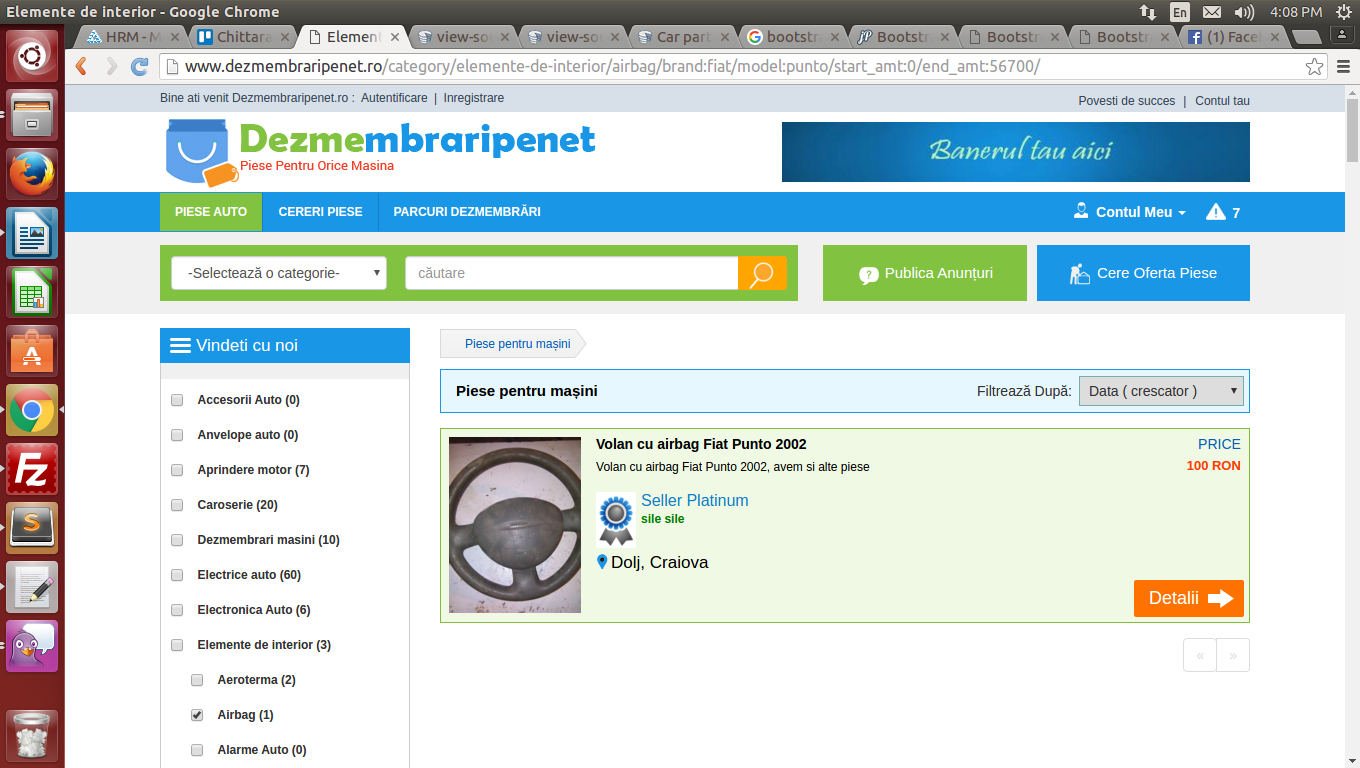 Elemente de interior - Google Chrome
En
4:08 PM
HRM - M
Chittara
Element
view-so
view-so
Car part
bootstra
Bootstr
Bootstr
Bootstra
(1) Face
www.dezmembraripenet.ro/category/elemente-de-interior/airbag/brand:fiat/model:punto/start_amt:0/end_amt:56700/
Bine ati venit Dezmembraripenet.ro : Autentificare | Inregistrare
Povesti de succes | Contul tau
Dezmembraripenet
Piese Pentru Orice Masina
Banerul tau aici
PIESE AUTO
CERERI PIESE
PARCURI DEZMEMBRĂRI
Contul Meu
7
-Selectează o categorie-
căutare
Publica Anunțuri
Cere Oferta Piese
Vindeti cu noi
Accesorii Auto (0)
Anvelope auto (0)
Aprindere motor (7)
Caroserie (20)
Dezmembrari masini (10)
Electrice auto (60)
Electronica Auto (6)
Elemente de interior (3)
Aeroterma (2)
Airbag (1)
Alarme Auto (0)
Piese pentru mașini
Piese pentru mașini
Filtrează După:
Data ( crescator )
Volan cu airbag Fiat Punto 2002
PRICE
Volan cu airbag Fiat Punto 2002, avem si alte piese
100 RON
Seller Platinum
sile sile
Dolj, Craiova
Detalii
«
»